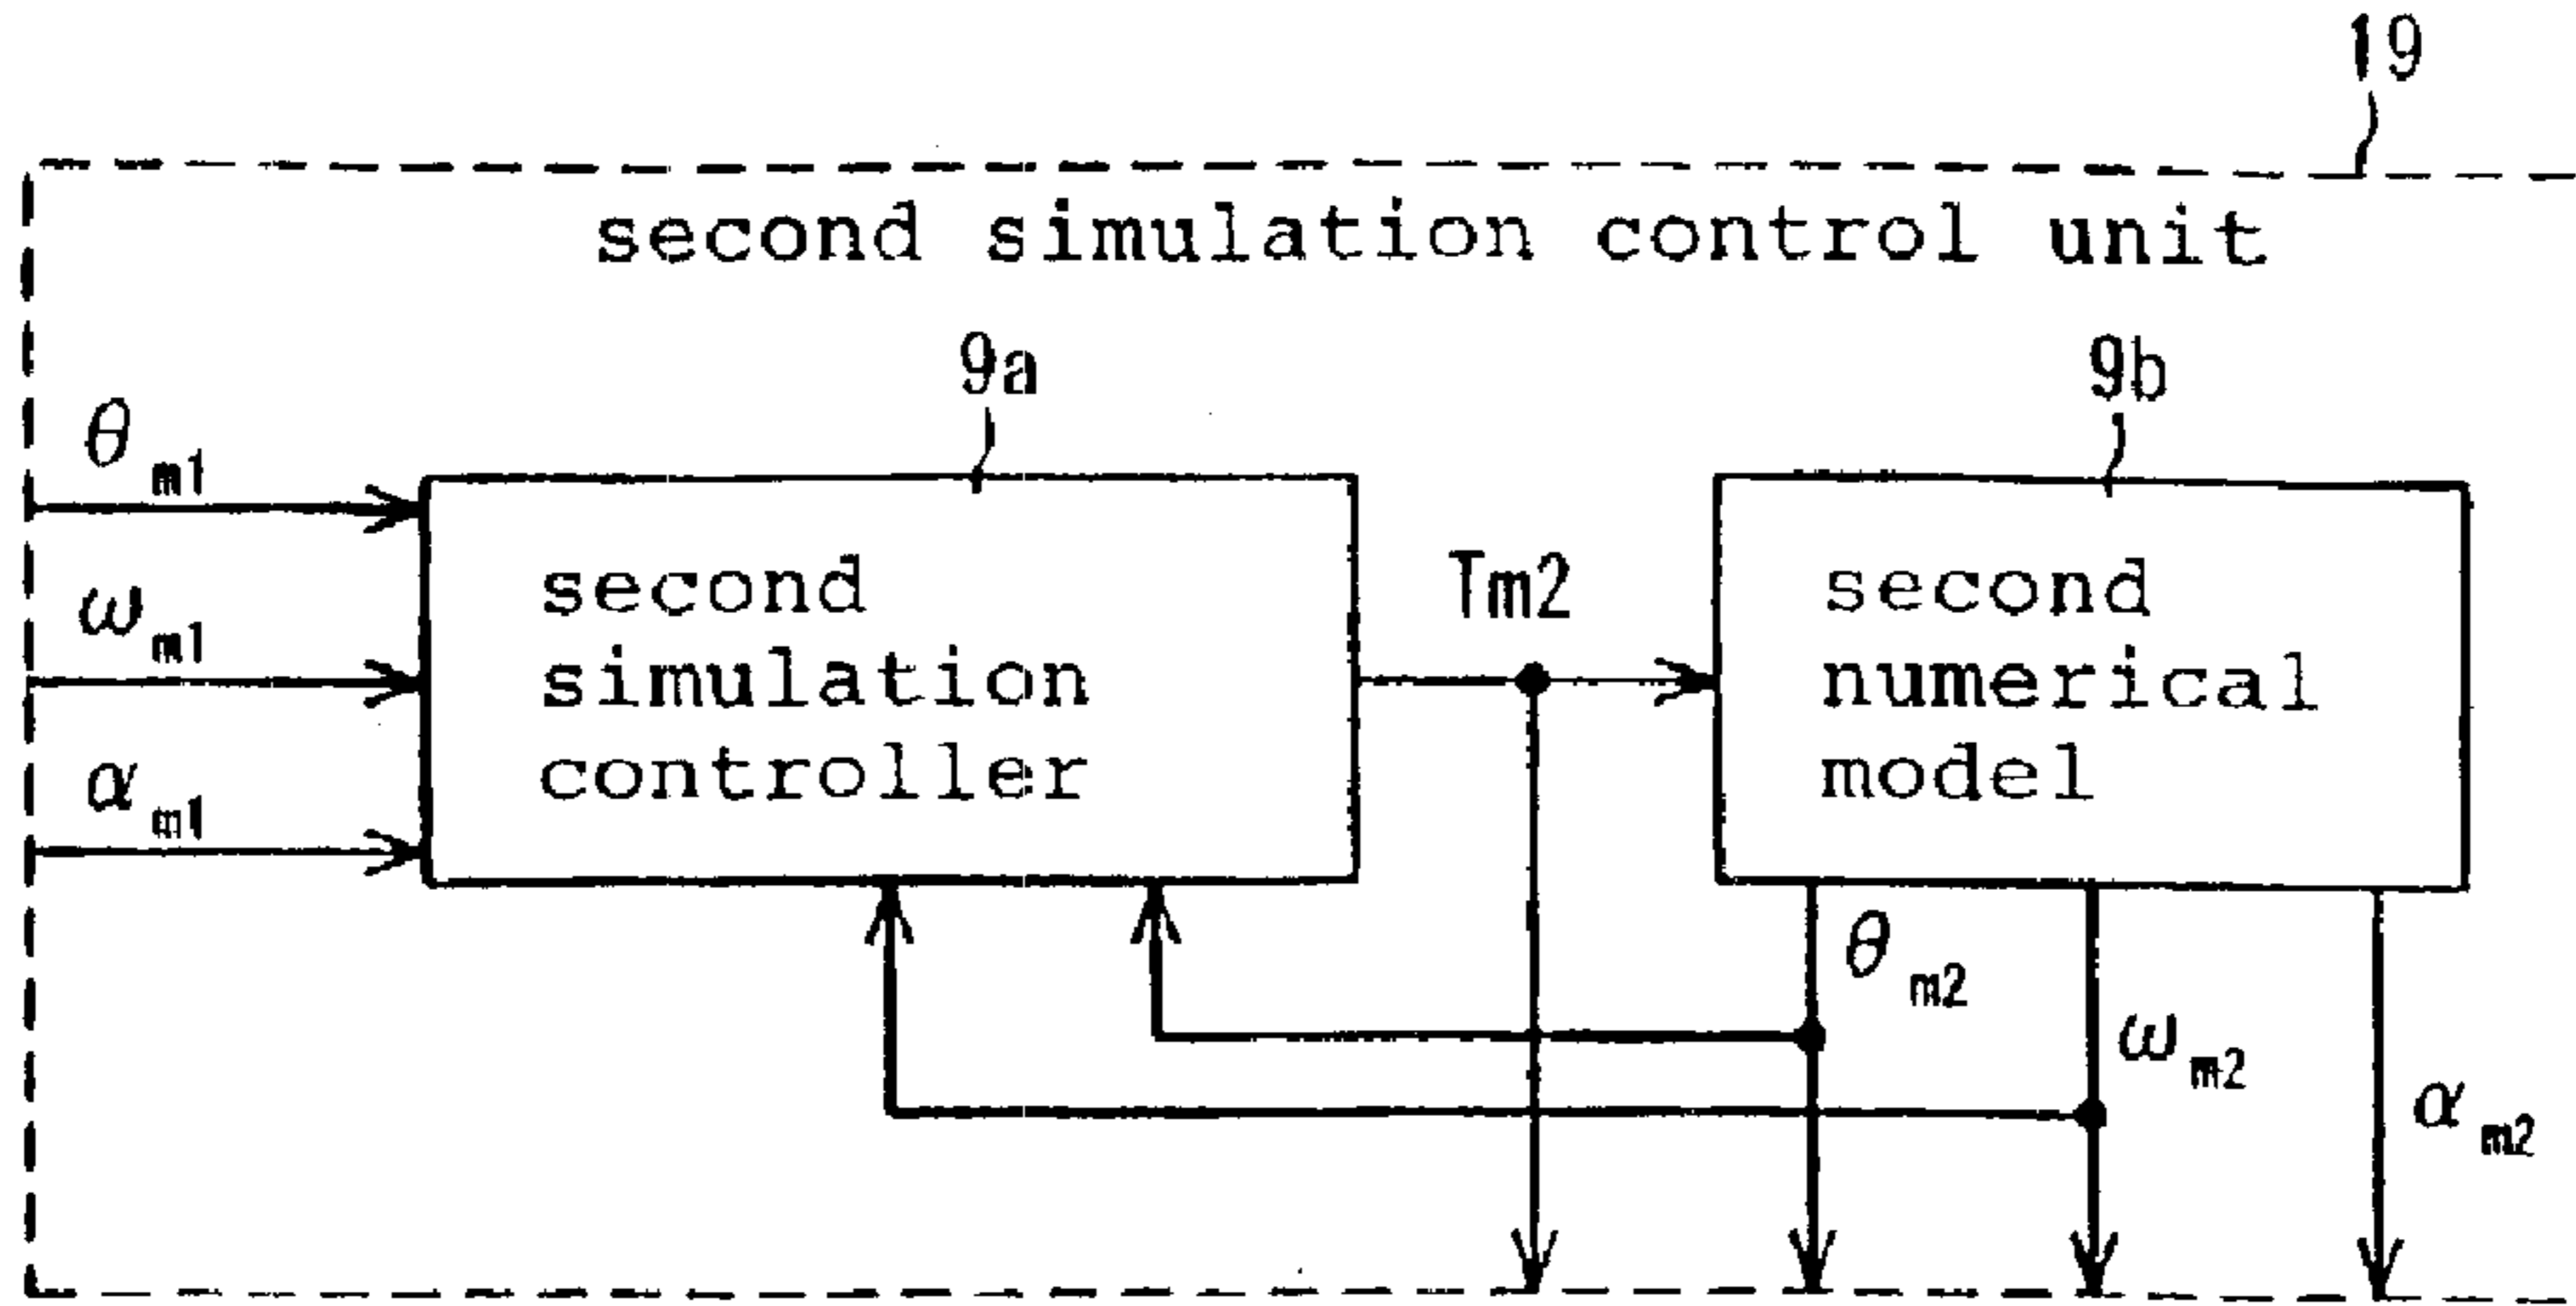 19
second simulation control unit
9a
9b
θm1
ωm1
αm1
second
simulation
controller
Tm2
second
numerical
model
θm2
ωm2
αm2